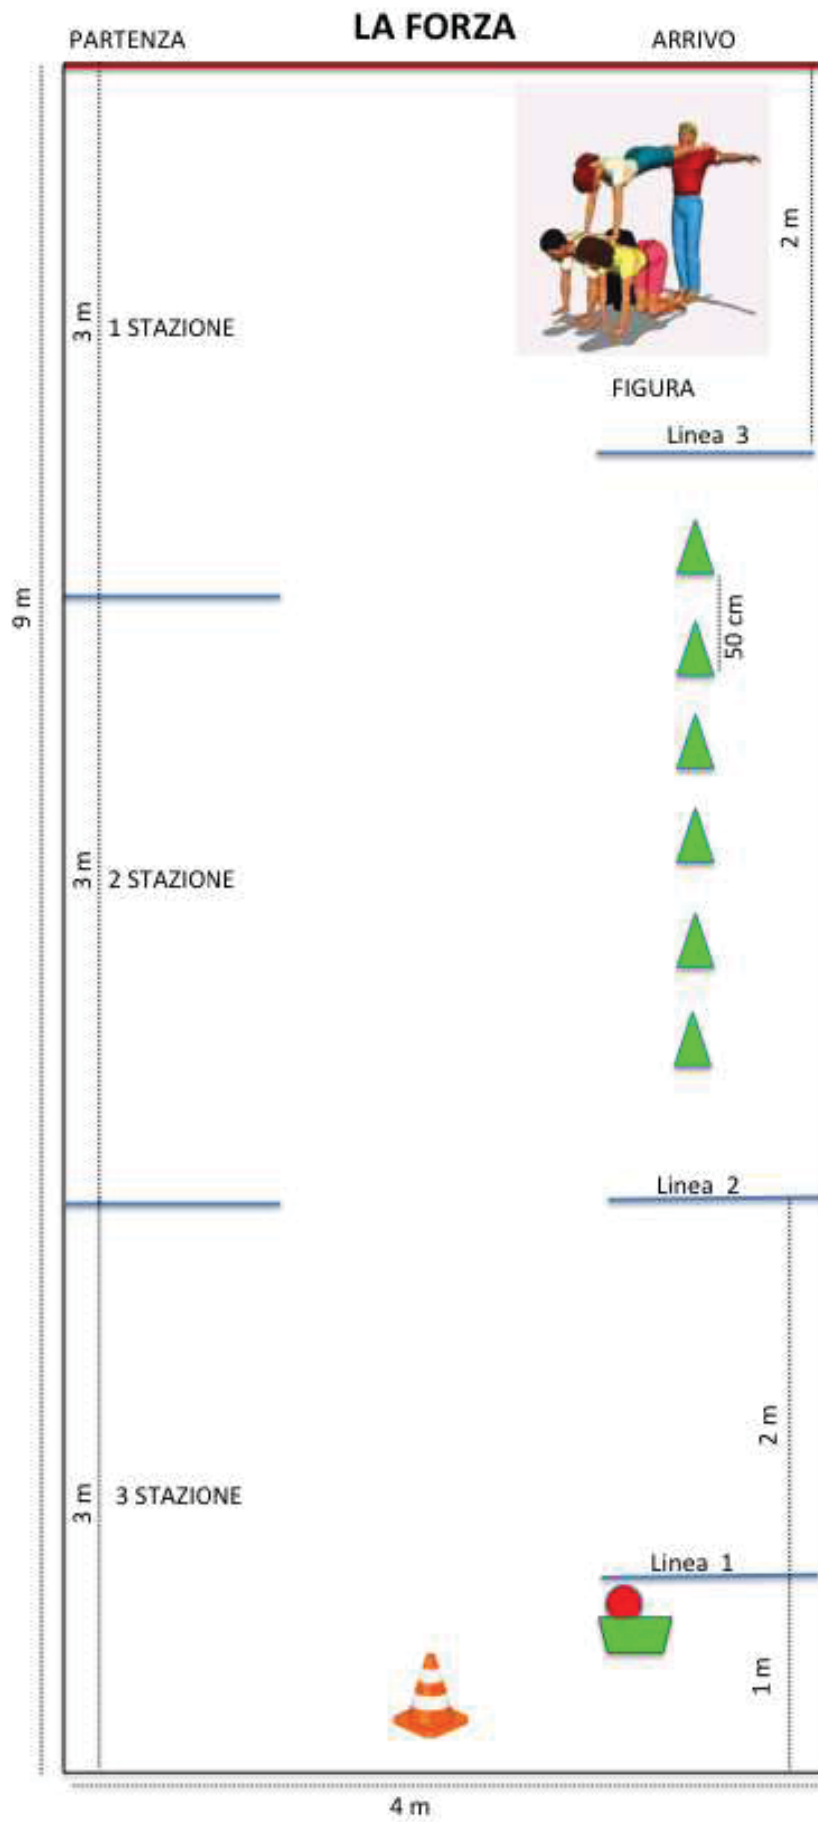 LA FORZA
PARTENZA
ARRIVO
2 m
3 m
1 STAZIONE
FIGURA
Linea  3
9 m
50 cm
3 m
2 STAZIONE
Linea  2
2 m
3 m
3 STAZIONE
Linea  1
1 m
4 m